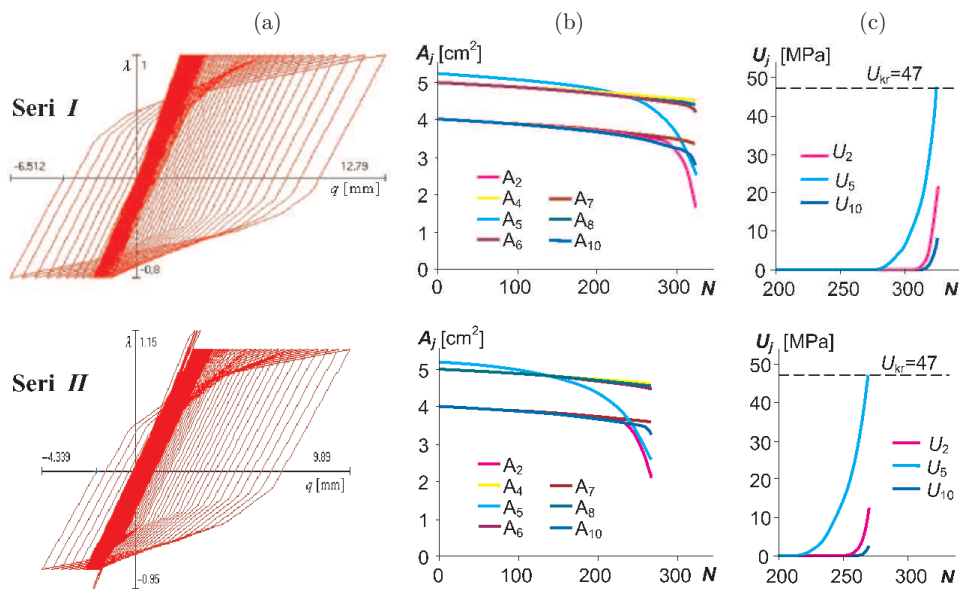 (a) (b) (c)
Seri I
λ
1
-6.512
12.79
q [mm]
-0.8
A_j [cm²]
5
4
3
2
1
0
0 100 200 300 N
A₂
A₄
A₅
A₆
A₇
A₈
A₁₀
U_j [MPa]
U_kr=47
50
40
30
20
10
0
200 250 300 N
U₂
U₅
U₁₀
Seri II
λ
1.15
-4.339
9.89
q [mm]
-0.95
A_j [cm²]
5
4
3
2
1
0
0 100 200 300 N
A₂
A₄
A₅
A₆
A₇
A₈
A₁₀
U_j [MPa]
U_kr=47
50
40
30
20
10
0
200 250 300 N
U₂
U₅
U₁₀